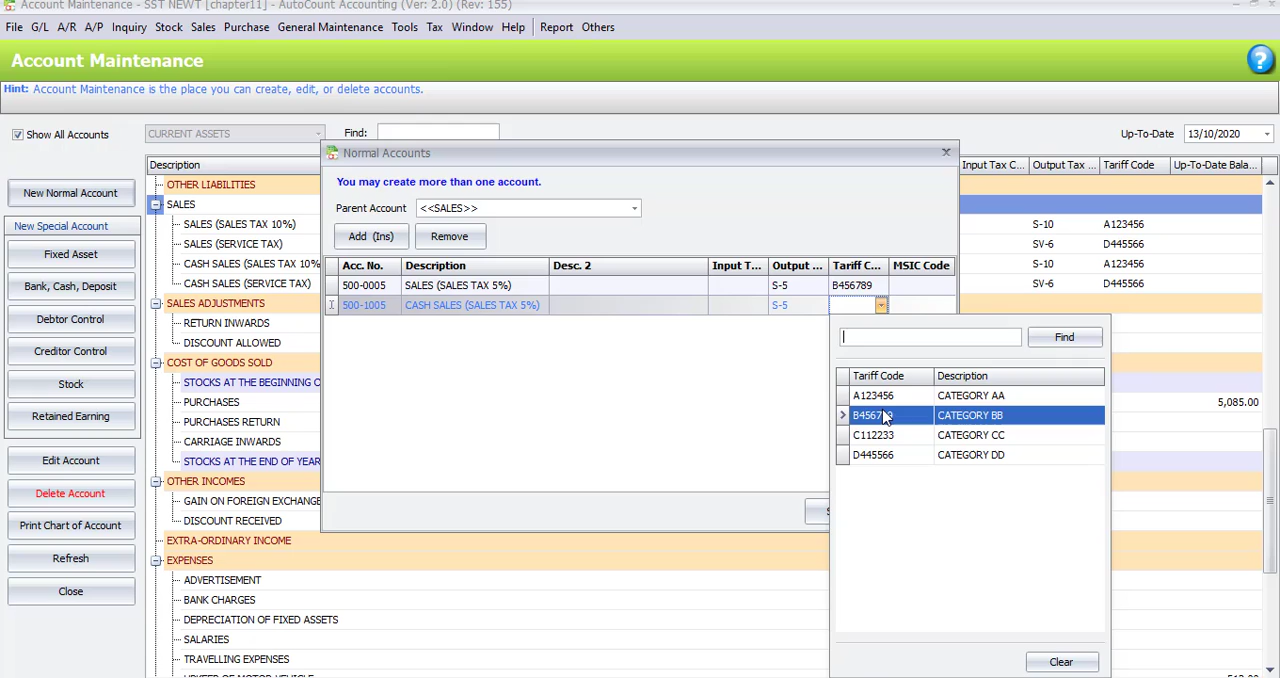 Account Maintenance - SST NEWT [chapter11] - AutoCount Accounting (Ver: 2.0) (Rev: 155)
File G/L A/R A/P Inquiry Stock Sales Purchase General Maintenance Tools Tax Window Help Report Others
Account Maintenance
Hint: Account Maintenance is the place you can create, edit, or delete accounts.
Show All Accounts CURRENT ASSETS Find: Up-To-Date 13/10/2020
New Normal Account
New Special Account
Fixed Asset
Bank, Cash, Deposit
Debtor Control
Creditor Control
Stock
Retained Earning
Edit Account
Delete Account
Print Chart of Account
Refresh
Close
Description Input Tax C... Output Tax ... Tariff Code Up-To-Date Bala...
OTHER LIABILITIES
SALES
SALES (SALES TAX 10%) S-10 A123456
SALES (SERVICE TAX) SV-6 D445566
CASH SALES (SALES TAX 10% S-10 A123456
CASH SALES (SERVICE TAX) SV-6 D445566
SALES ADJUSTMENTS
RETURN INWARDS
DISCOUNT ALLOWED
COST OF GOODS SOLD
STOCKS AT THE BEGINNING O
PURCHASES 5,085.00
PURCHASES RETURN
CARRIAGE INWARDS
STOCKS AT THE END OF YEAR
OTHER INCOMES
GAIN ON FOREIGN EXCHANGE
DISCOUNT RECEIVED
EXTRA-ORDINARY INCOME
EXPENSES
ADVERTISEMENT
BANK CHARGES
DEPRECIATION OF FIXED ASSETS
SALARIES
TRAVELLING EXPENSES
Normal Accounts
You may create more than one account.
Parent Account <<SALES>>
Add (Ins) Remove
Acc. No. Description Desc. 2 Input T... Output ... Tariff C... MSIC Code
500-0005 SALES (SALES TAX 5%) S-5 B456789
500-1005 CASH SALES (SALES TAX 5%) S-5
Find
Tariff Code Description
A123456 CATEGORY AA
CATEGORY BB
C112233 CATEGORY CC
D445566 CATEGORY DD
Clear